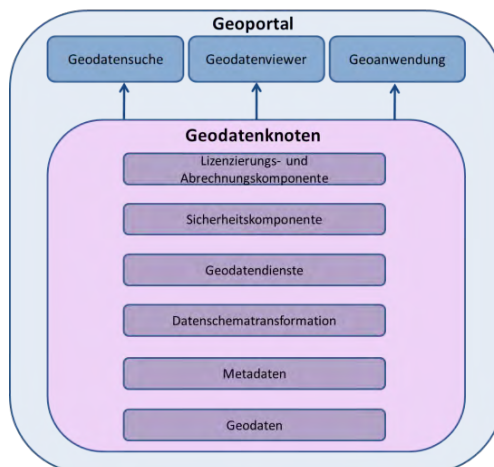 Geoportal
Geodatensuche
Geodatenviewer
Geoanwendung
Geodatenknoten
Lizenzierungs- und
Abrechnungskomponente
Sicherheitskomponente
Geodatendienste
Datenschematransformation
Metadaten
Geodaten